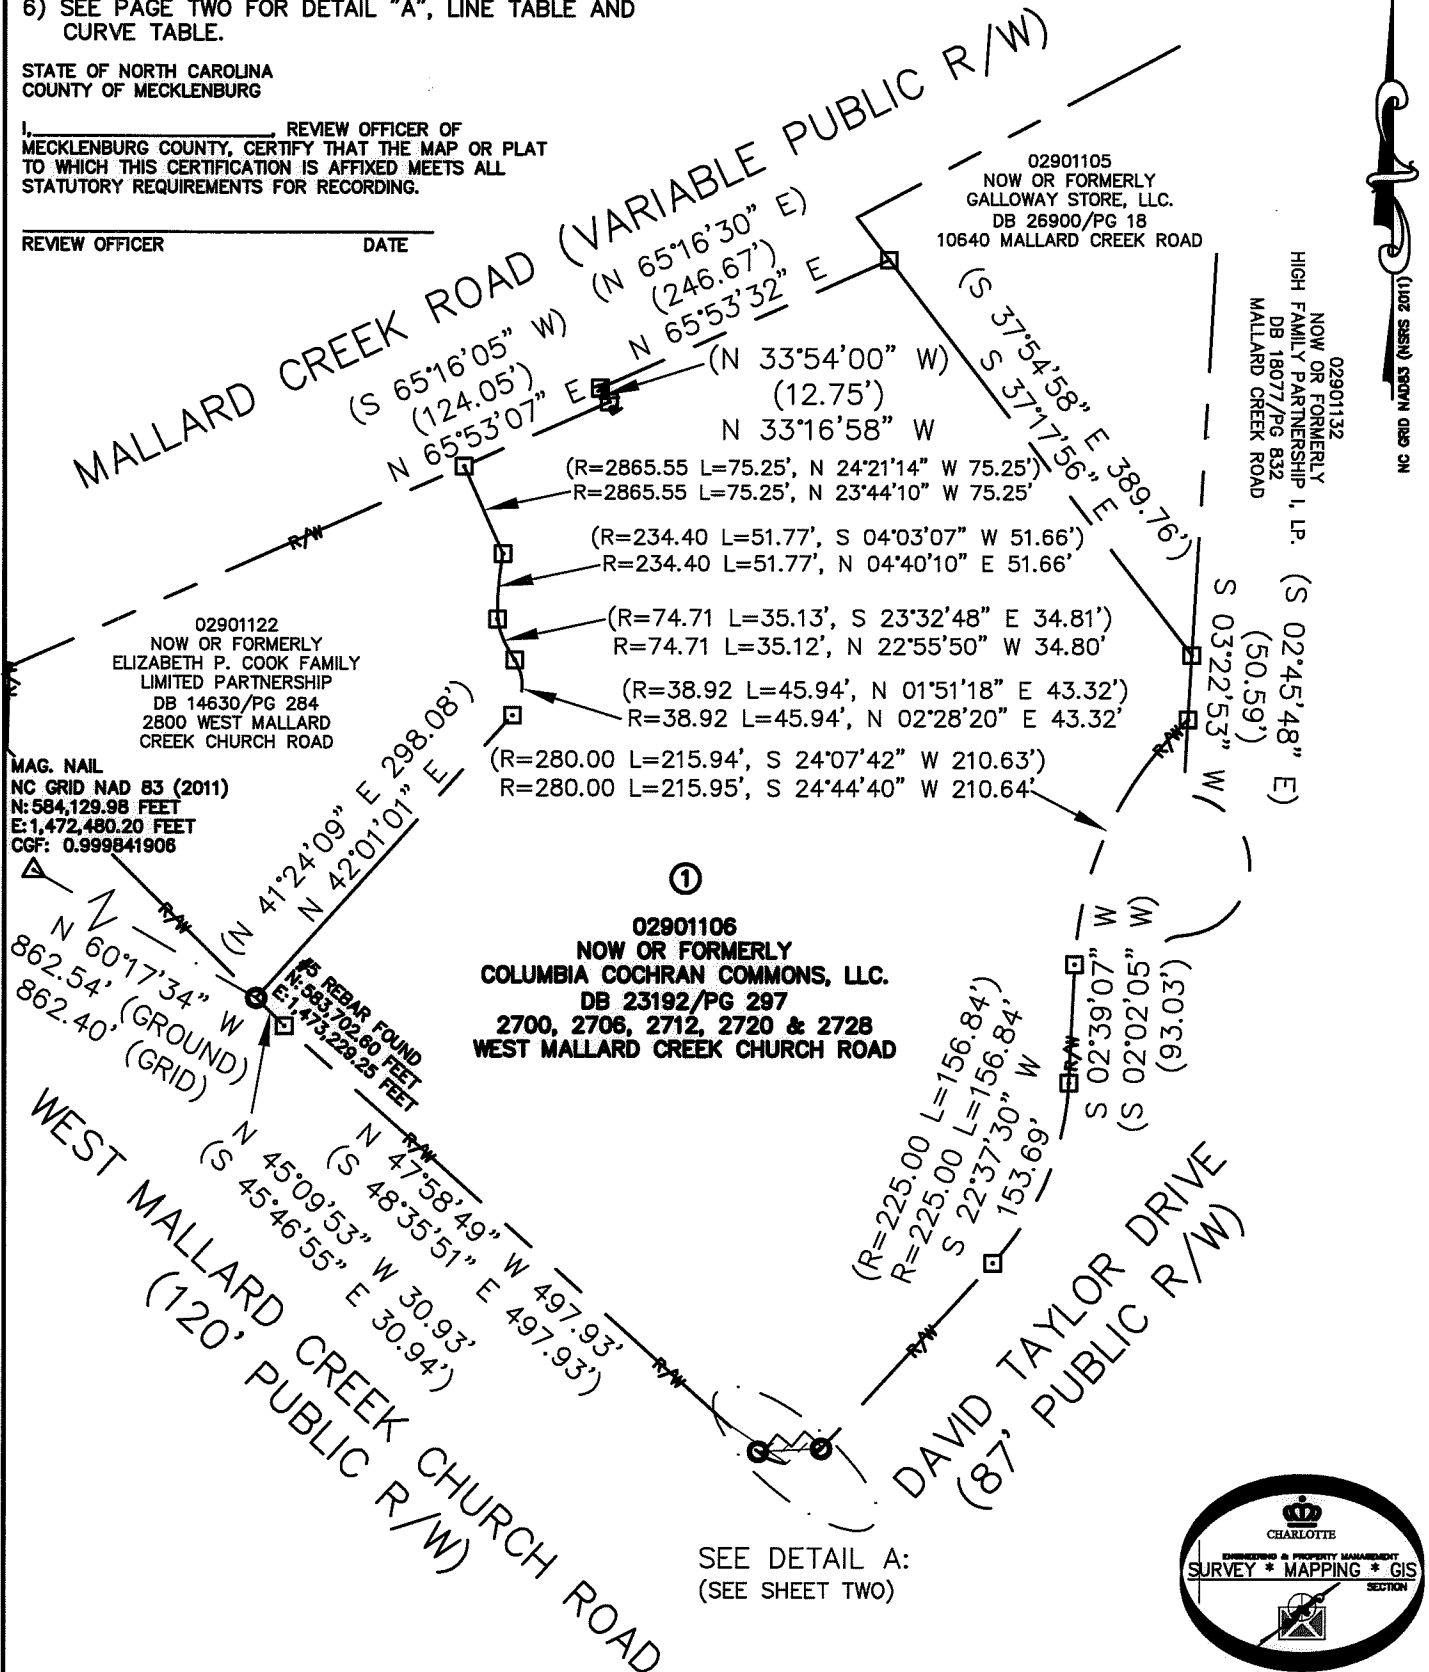 6) SEE PAGE TWO FOR DETAIL "A", LINE TABLE AND
CURVE TABLE.
STATE OF NORTH CAROLINA
COUNTY OF MECKLENBURG
I,______________________, REVIEW OFFICER OF
MECKLENBURG COUNTY, CERTIFY THAT THE MAP OR PLAT
TO WHICH THIS CERTIFICATION IS AFFIXED MEETS ALL
STATUTORY REQUIREMENTS FOR RECORDING.
REVIEW OFFICER DATE
MALLARD CREEK ROAD (VARIABLE PUBLIC R/W)
02901105
NOW OR FORMERLY
GALLOWAY STORE, LLC.
DB 26900/PG 18
10640 MALLARD CREEK ROAD
NC GRID NAD83 (NSRS 2011)
02901132
NOW OR FORMERLY
HIGH FAMILY PARTNERSHIP I, LP.
DB 18077/PG 832
MALLARD CREEK ROAD
(N 65°16'30" E)
(246.67')
N 65°53'32" E
(S 65°16'05" W)
(124.05')
N 65°53'07" E
(N 33°54'00" W)
(12.75')
N 33°16'58" W
(S 37°54'58" E 389.76')
S 37°17'56" E
(R=2865.55 L=75.25', N 24°21'14" W 75.25')
R=2865.55 L=75.25', N 23°44'10" W 75.25'
(R=234.40 L=51.77', S 04°03'07" W 51.66')
R=234.40 L=51.77', N 04°40'10" E 51.66'
(R=74.71 L=35.13', S 23°32'48" E 34.81')
R=74.71 L=35.12', N 22°55'50" W 34.80'
(R=38.92 L=45.94', N 01°51'18" E 43.32')
R=38.92 L=45.94', N 02°28'20" E 43.32'
(R=280.00 L=215.94', S 24°07'42" W 210.63')
R=280.00 L=215.95', S 24°44'40" W 210.64'
(S 02°45'48" E)
(50.59')
S 03°22'53" W
R/W
R/W
R/W
02901122
NOW OR FORMERLY
ELIZABETH P. COOK FAMILY
LIMITED PARTNERSHIP
DB 14630/PG 284
2800 WEST MALLARD
CREEK CHURCH ROAD
MAG. NAIL
NC GRID NAD 83 (2011)
N:584,129.98 FEET
E:1,472,480.20 FEET
CGF: 0.999841906
(N 41°24'09" E 298.08')
N 42°01'01" E
R/W
N 60°17'34" W
862.54' (GROUND)
862.40' (GRID)
#5 REBAR FOUND
N:583,702.60 FEET
E:1,473,229.25 FEET
1
02901106
NOW OR FORMERLY
COLUMBIA COCHRAN COMMONS, LLC.
DB 23192/PG 297
2700, 2706, 2712, 2720 & 2728
WEST MALLARD CREEK CHURCH ROAD
S 02°39'07" W
(S 02°02'05" W)
(93.03')
R/W
(R=225.00 L=156.84')
R=225.00 L=156.84'
S 22°37'30" W
153.69'
R/W
N 45°09'53" W 30.93'
(S 45°46'55" E 30.94')
R/W
N 47°58'49" W 497.93'
(S 48°35'51" E 497.93')
R/W
WEST MALLARD CREEK CHURCH ROAD
(120' PUBLIC R/W)
DAVID TAYLOR DRIVE
(87' PUBLIC R/W)
SEE DETAIL A:
(SEE SHEET TWO)
CHARLOTTE
ENGINEERING & PROPERTY MANAGEMENT
SURVEY * MAPPING * GIS
SECTION